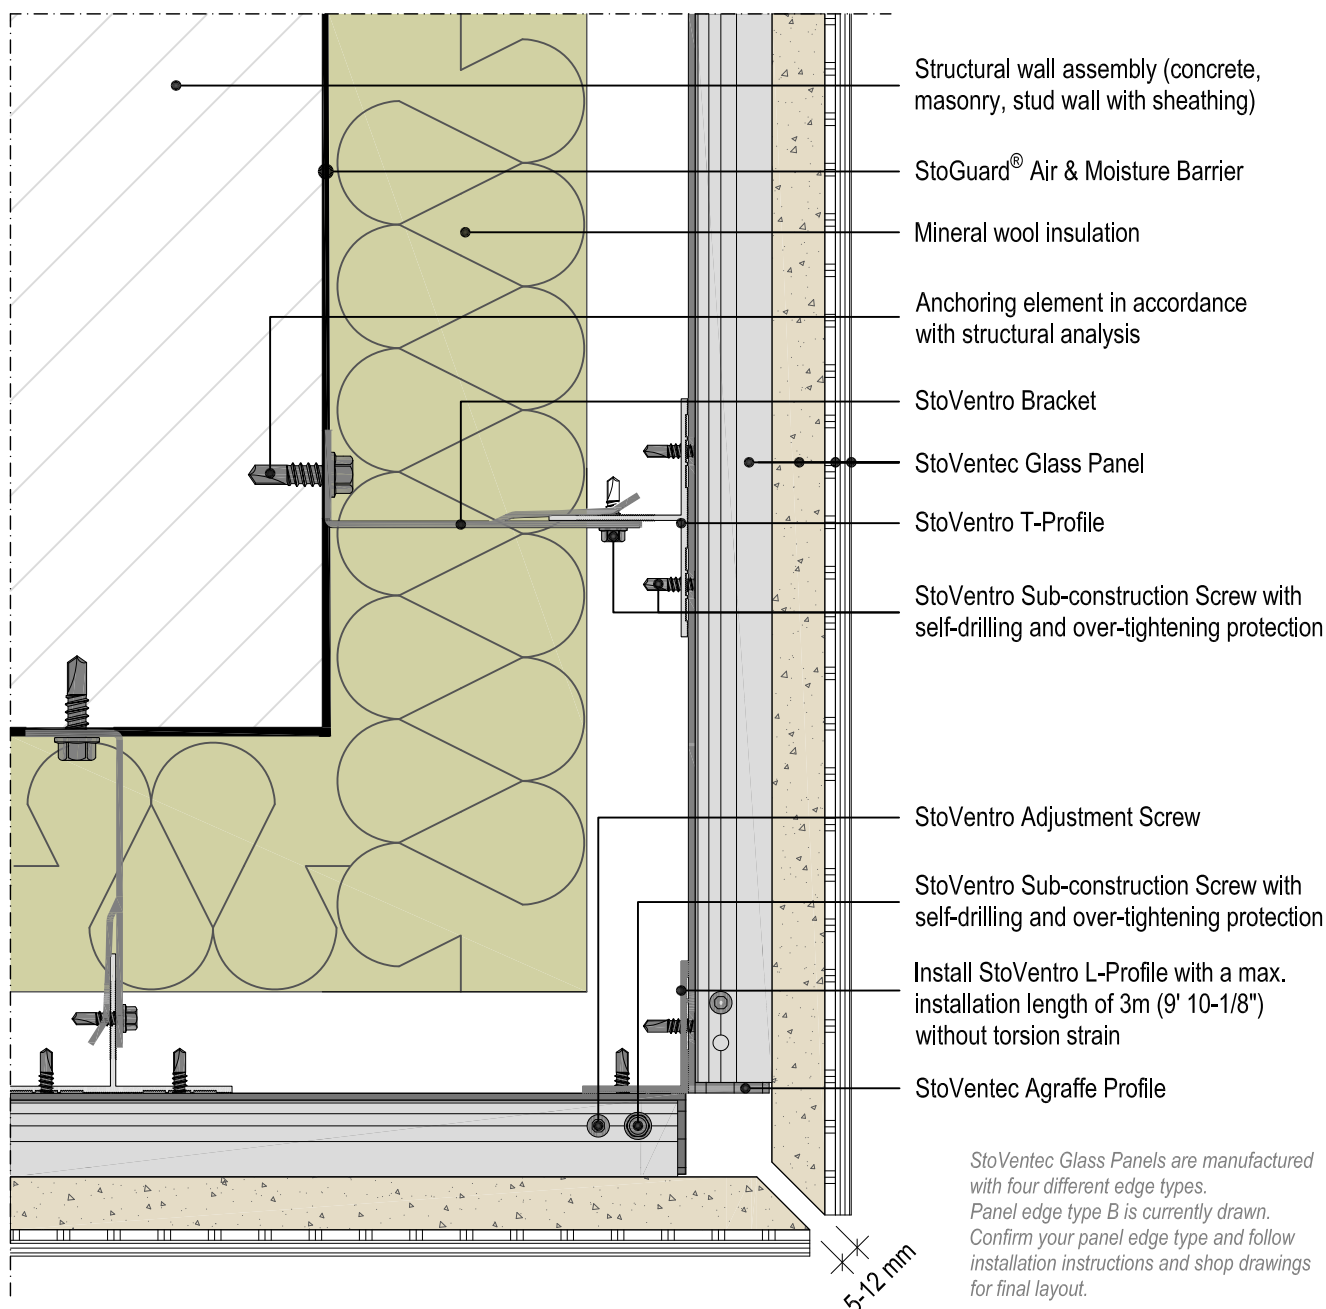 Structural wall assembly (concrete,
masonry, stud wall with sheathing)
StoGuard® Air & Moisture Barrier
Mineral wool insulation
Anchoring element in accordance
with structural analysis
StoVentro Bracket
StoVentec Glass Panel
StoVentro T-Profile
StoVentro Sub-construction Screw with
self-drilling and over-tightening protection
StoVentro Adjustment Screw
StoVentro Sub-construction Screw with
self-drilling and over-tightening protection
Install StoVentro L-Profile with a max.
installation length of 3m (9' 10-1/8")
without torsion strain
StoVentec Agraffe Profile
StoVentec Glass Panels are manufactured
with four different edge types.
Panel edge type B is currently drawn.
Confirm your panel edge type and follow
installation instructions and shop drawings
for final layout.
5-12 mm